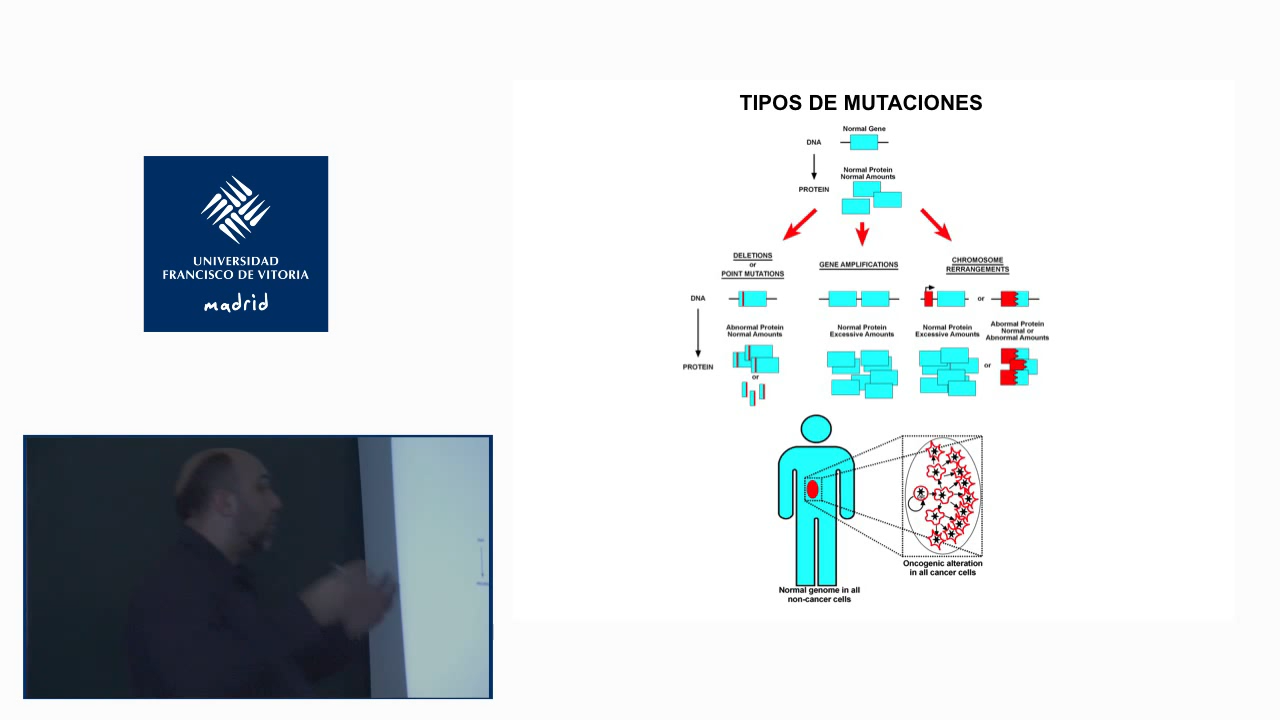 TIPOS DE MUTACIONES
Normal Gene
DNA
Normal Protein
Normal Amounts
PROTEIN
DELETIONS
or
POINT MUTATIONS
GENE AMPLIFICATIONS
CHROMOSOME
RERRANGEMENTS
DNA
or
Abnormal Protein
Normal Amounts
Normal Protein
Excessive Amounts
Normal Protein
Excessive Amounts
Abormal Protein
Normal or
Abnormal Amounts
PROTEIN
or
or
Oncogenic alteration
in all cancer cells
Normal genome in all
non-cancer cells
UNIVERSIDAD
FRANCISCO DE VITORIA
madrid